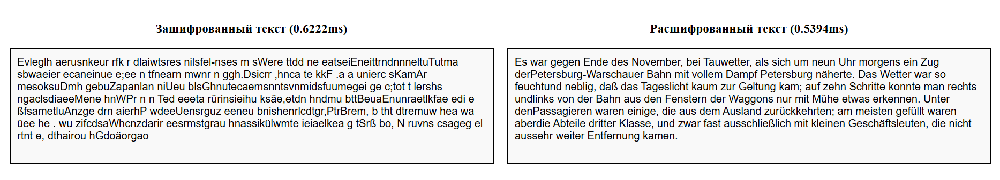 Зашифрованный текст (0.6222ms)
Evleglh aerusnkeur rfk r dlaiwtsres nilsfel-nses m sWere ttdd ne eatseiEneittrndnnneltuTutma
sbwaeier ecaneinue e;ee n tfnearn mwnr n ggh.Dsicrr ,hnca te kkF .a a unierc sKamAr
mesoksuDmh gebuZapanlan niUeu blsGhnutecaemsnntsvnmidsfuumegei ge c;tot t lershs
ngaclsdiaeeMene hnWPr n n Ted eeeta rürinsieihu ksäe,etdn hndmu bttBeuaEnunraetlkfae edi e
ßfsametluAnzge drn aierhP wdeeUensrguz eeneu bnishenrlcdtgr,PtrBrem, b tht dtremuw hea wa
üee he . wu zifcdsaWhcnzdarir eesrmstgrau hnassikülwmte ieiaelkea g tSrß bo, N ruvns csageg el
rtnt e, dthairou hGdoäorgao
Расшифрованный текст (0.5394ms)
Es war gegen Ende des November, bei Tauwetter, als sich um neun Uhr morgens ein Zug
derPetersburg-Warschauer Bahn mit vollem Dampf Petersburg näherte. Das Wetter war so
feuchtund neblig, daß das Tageslicht kaum zur Geltung kam; auf zehn Schritte konnte man rechts
undlinks von der Bahn aus den Fenstern der Waggons nur mit Mühe etwas erkennen. Unter
denPassagieren waren einige, die aus dem Ausland zurückkehrten; am meisten gefüllt waren
aberdie Abteile dritter Klasse, und zwar fast ausschließlich mit kleinen Geschäftsleuten, die nicht
aussehr weiter Entfernung kamen.